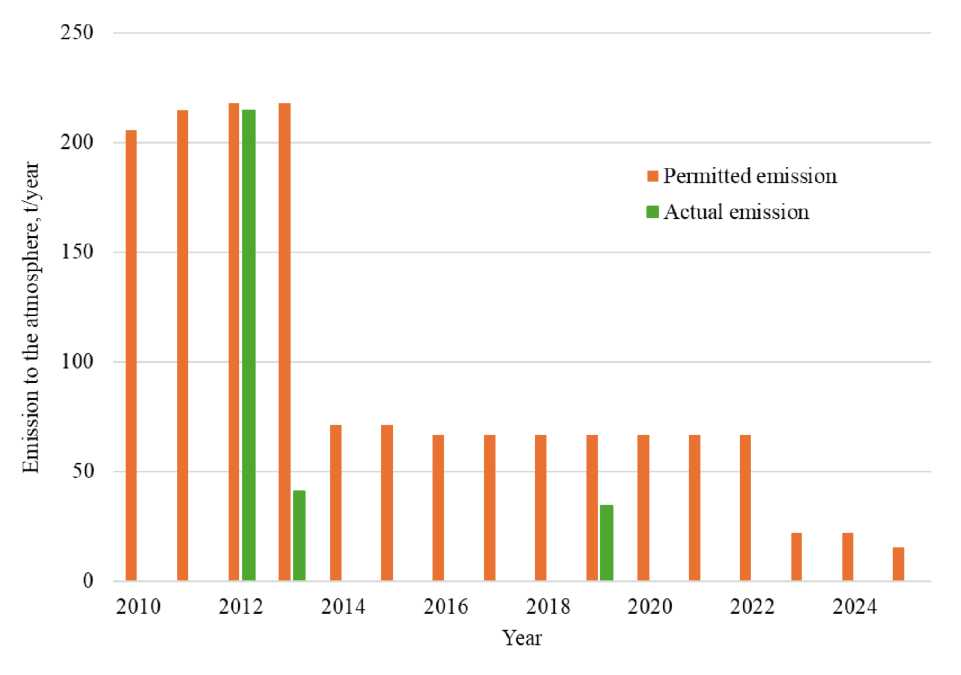 250
200
150
100
50
0
Emission to the atmosphere, t/year
Permitted emission
Actual emission
2010 2012 2014 2016 2018 2020 2022 2024
Year